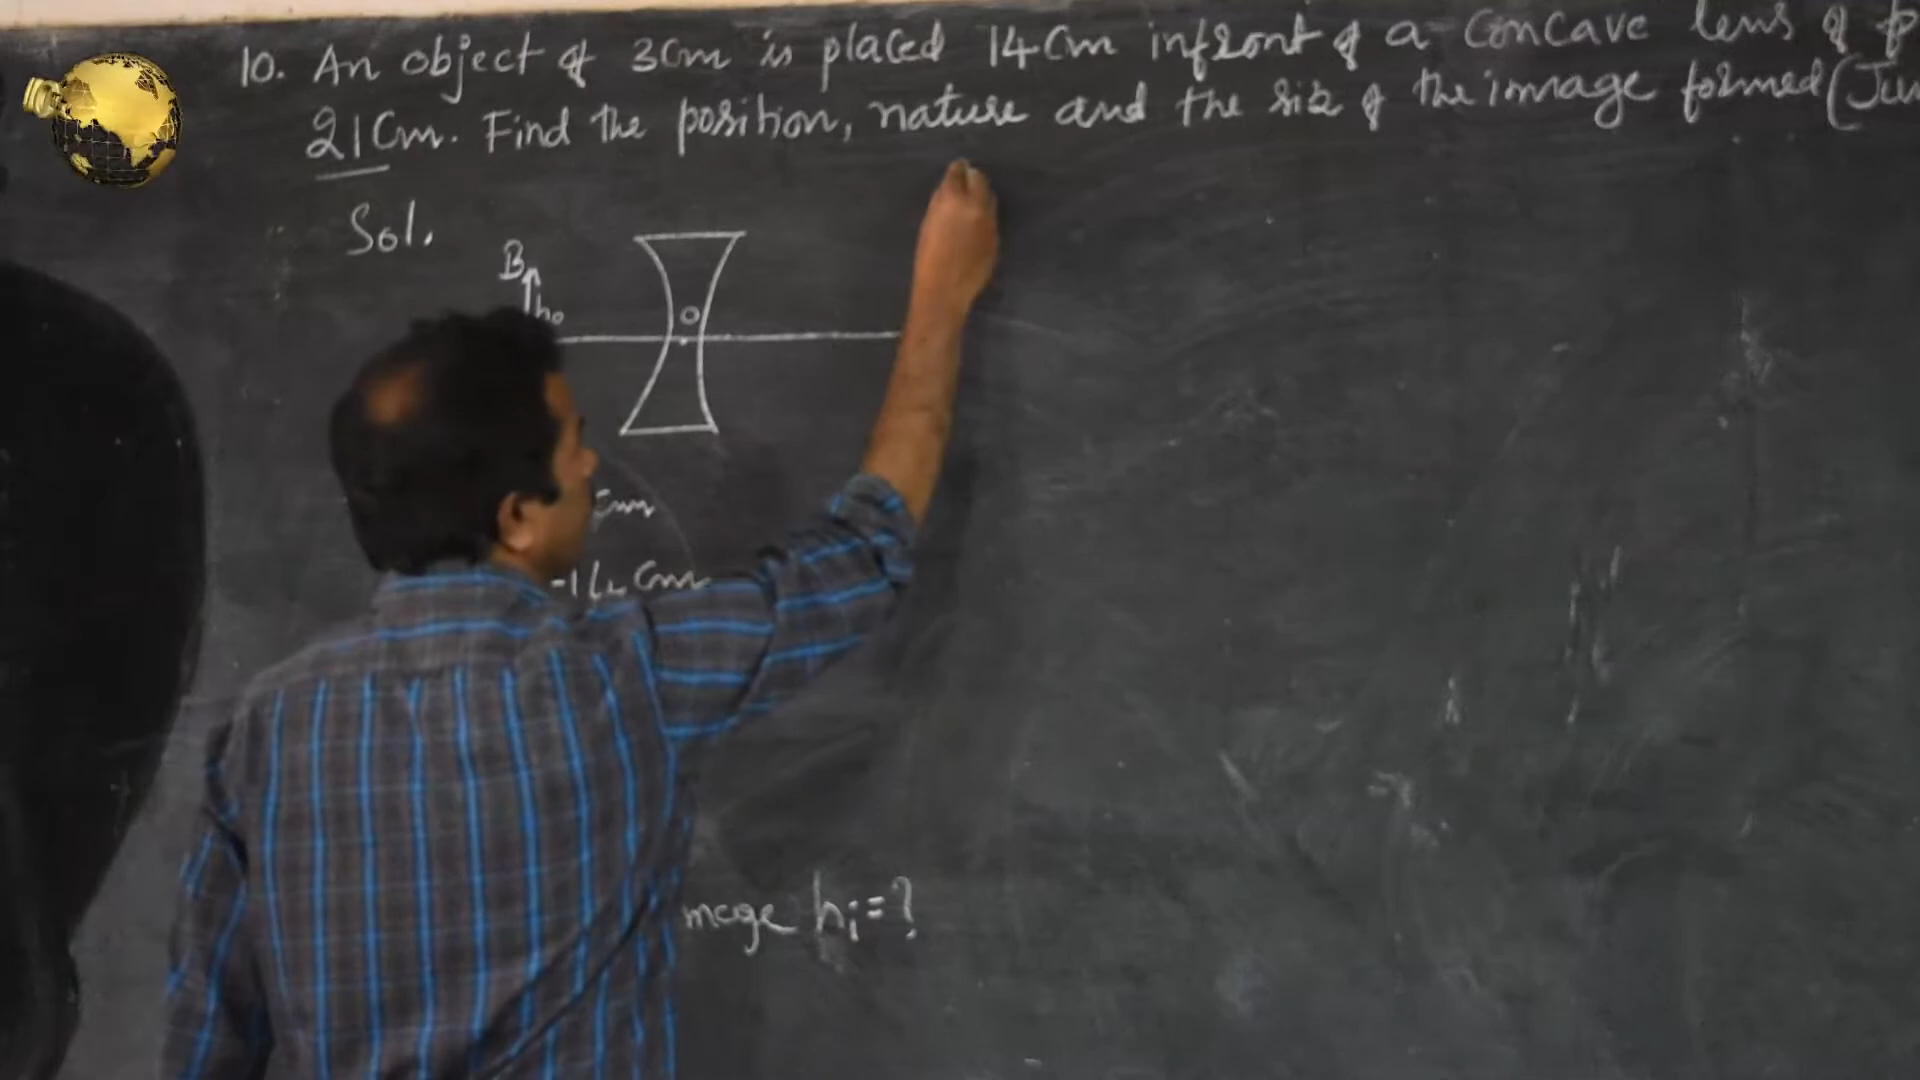 10. An object of 3cm is placed 14cm infront of a concave lens of
21cm. Find the position, nature and the size of the image formed (Jun
Sol.
B
ho
O
cm
-14 cm
mage hi=?